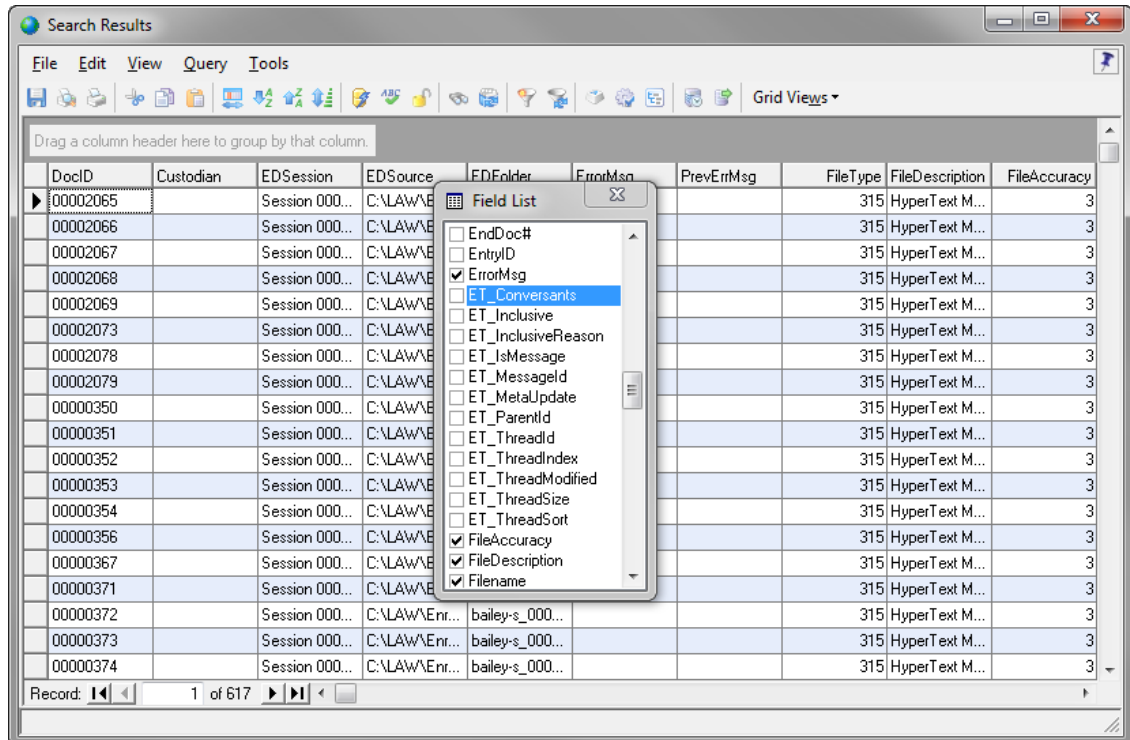 Search Results
File Edit View Query Tools
Grid Views
Drag a column header here to group by that column.
DocID Custodian EDSession EDSource EDFolder ErrorMsg PrevErrMsg FileType FileDescription FileAccuracy
00002065 Session 000... C:\LAW\E 315 HyperText M... 3
00002066 Session 000... C:\LAW\E 315 HyperText M... 3
00002067 Session 000... C:\LAW\E 315 HyperText M... 3
00002068 Session 000... C:\LAW\E 315 HyperText M... 3
00002069 Session 000... C:\LAW\E 315 HyperText M... 3
00002073 Session 000... C:\LAW\E 315 HyperText M... 3
00002078 Session 000... C:\LAW\E 315 HyperText M... 3
00002079 Session 000... C:\LAW\E 315 HyperText M... 3
00000350 Session 000... C:\LAW\E 315 HyperText M... 3
00000351 Session 000... C:\LAW\E 315 HyperText M... 3
00000352 Session 000... C:\LAW\E 315 HyperText M... 3
00000353 Session 000... C:\LAW\E 315 HyperText M... 3
00000354 Session 000... C:\LAW\E 315 HyperText M... 3
00000356 Session 000... C:\LAW\E 315 HyperText M... 3
00000367 Session 000... C:\LAW\E 315 HyperText M... 3
00000371 Session 000... C:\LAW\E 315 HyperText M... 3
00000372 Session 000... C:\LAW\Enr... bailey-s_000... 315 HyperText M... 3
00000373 Session 000... C:\LAW\Enr... bailey-s_000... 315 HyperText M... 3
00000374 Session 000... C:\LAW\Enr... bailey-s_000... 315 HyperText M... 3
Field List
EndDoc#
EntryID
ErrorMsg
ET_Conversants
ET_Inclusive
ET_InclusiveReason
ET_IsMessage
ET_MessageId
ET_MetaUpdate
ET_ParentId
ET_ThreadId
ET_ThreadIndex
ET_ThreadModified
ET_ThreadSize
ET_ThreadSort
FileAccuracy
FileDescription
Filename
Record: 1 of 617